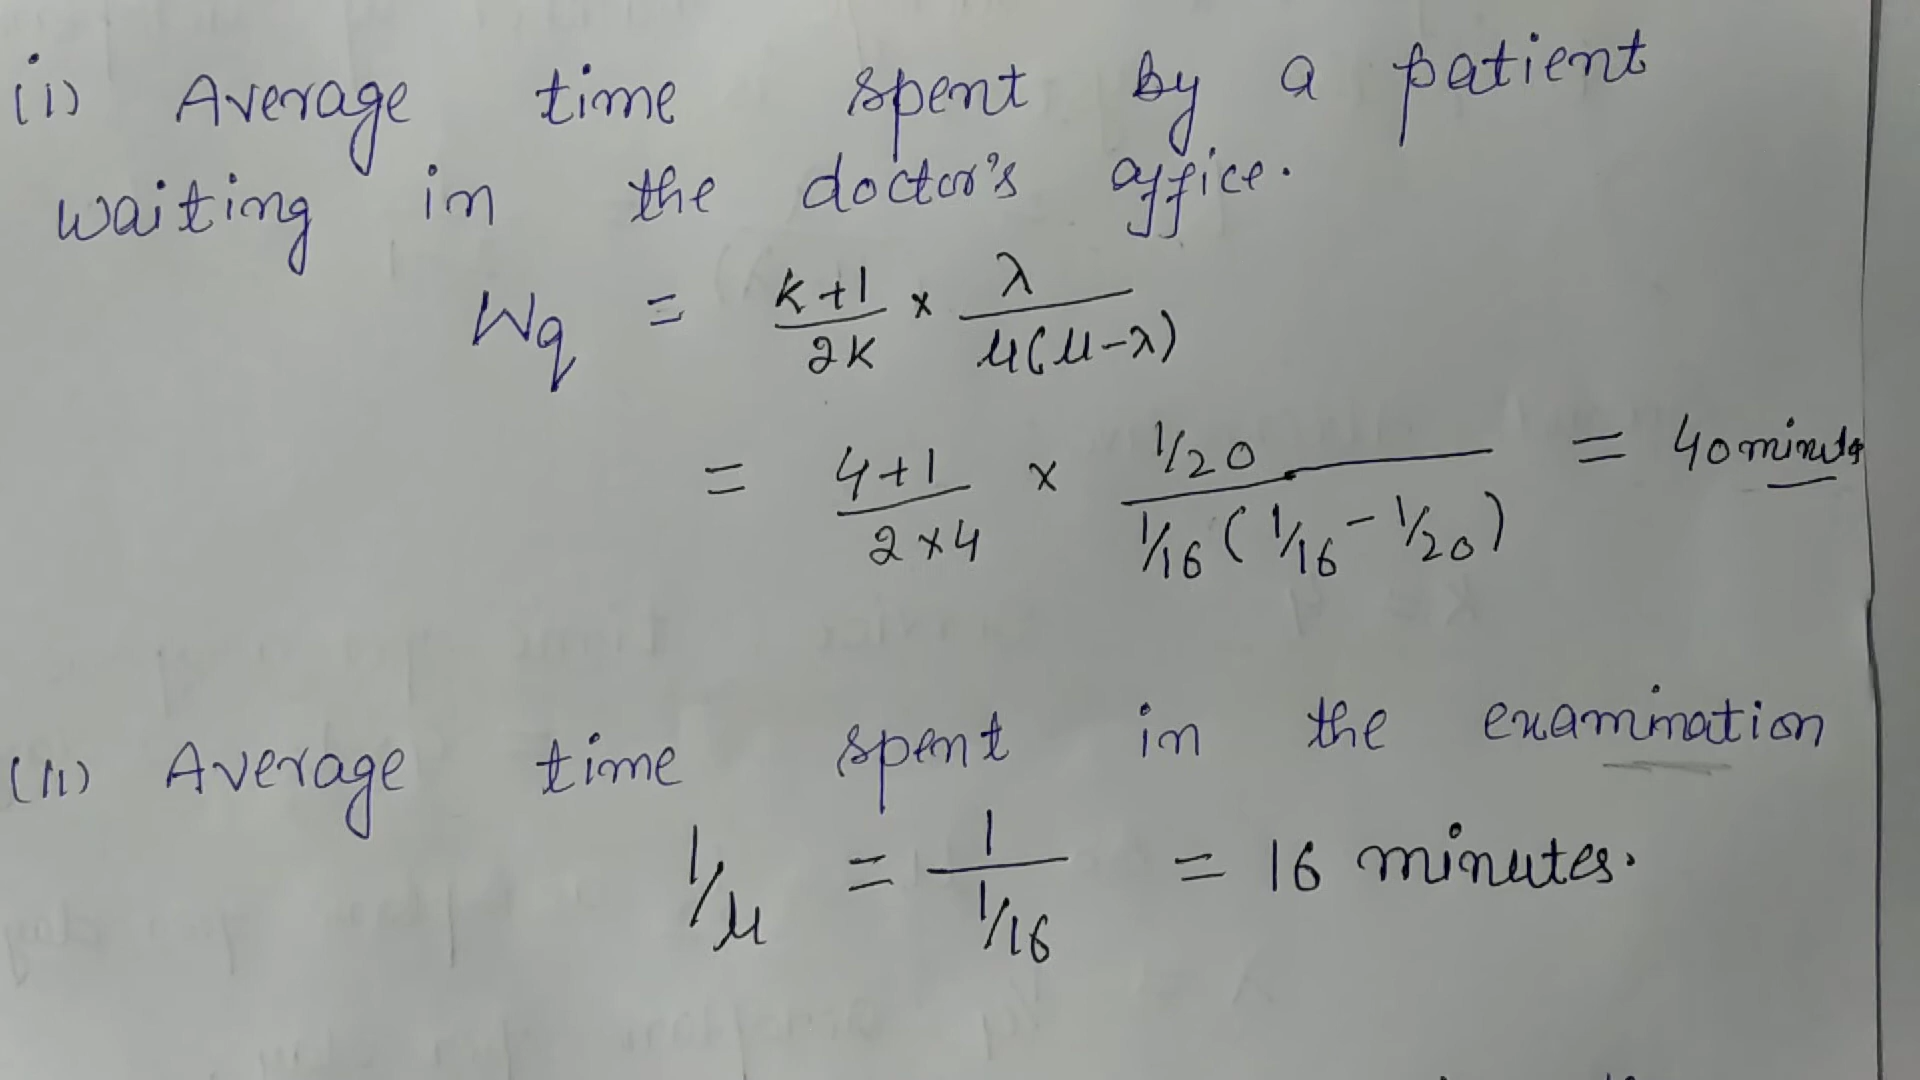 (i) Average time spent by a patient
waiting in the doctor's office.
Wq = k+1/2k × λ/μ(μ-λ)
= 4+1/2×4 × 1/20/1/16(1/16-1/20) = 40 minutes
(ii) Average time spent in the examination
1/μ = 1/1/16 = 16 minutes.